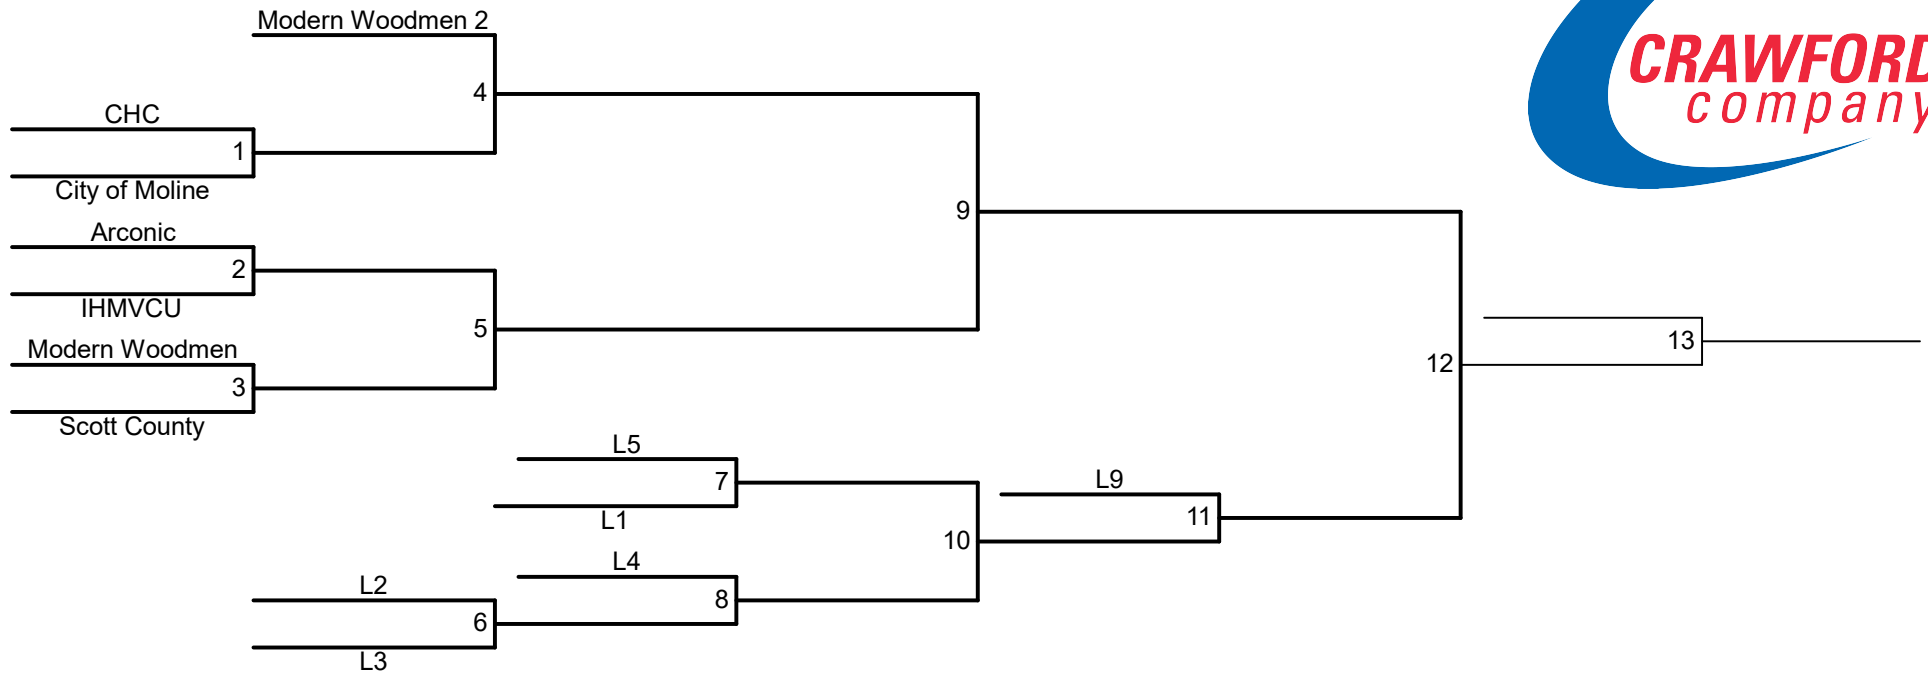 Modern Woodmen 2
4
CHC
1
City of Moline
Arconic
2
IHMVCU
Modern Woodmen
3
Scott County
5
9
L5
7
L1
L4
8
L2
6
L3
10
L9
11
12
13
CRAWFORD
company